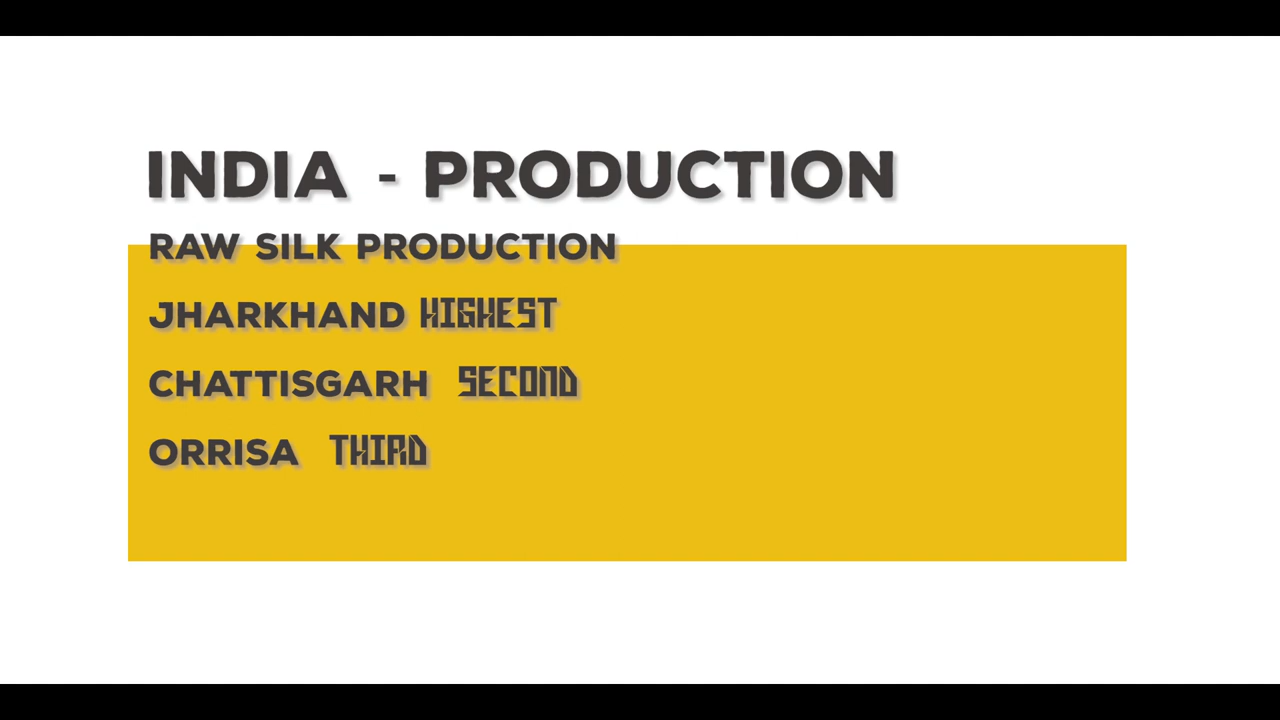 INDIA - PRODUCTION
RAW SILK PRODUCTION
JHARKHAND HIGHEST
CHATTISGARH SECOND
ORRISA THIRD